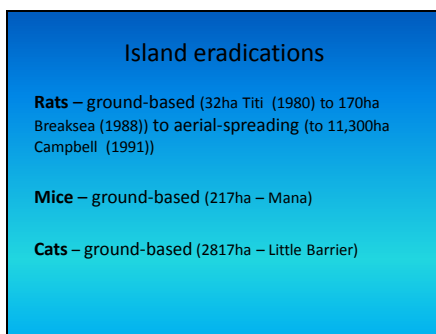 Island eradications
Rats – ground-based (32ha Titi (1980) to 170ha
Breaksea (1988)) to aerial-spreading (to 11,300ha
Campbell (1991))
Mice – ground-based (217ha – Mana)
Cats – ground-based (2817ha – Little Barrier)